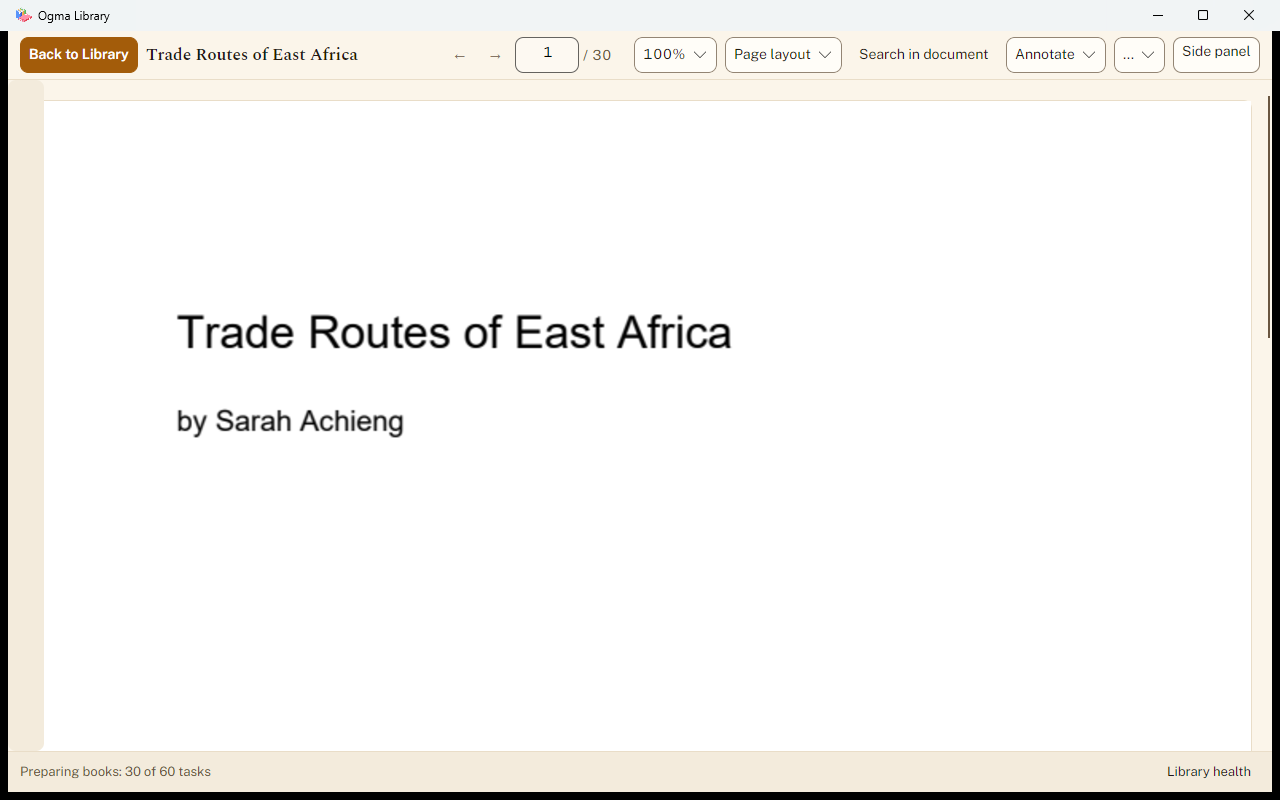 Ogma Library
Back to Library Trade Routes of East Africa ← → 1 / 30 100% Page layout Search in document Annotate ... Side panel
Trade Routes of East Africa
by Sarah Achieng
Preparing books: 30 of 60 tasks Library health